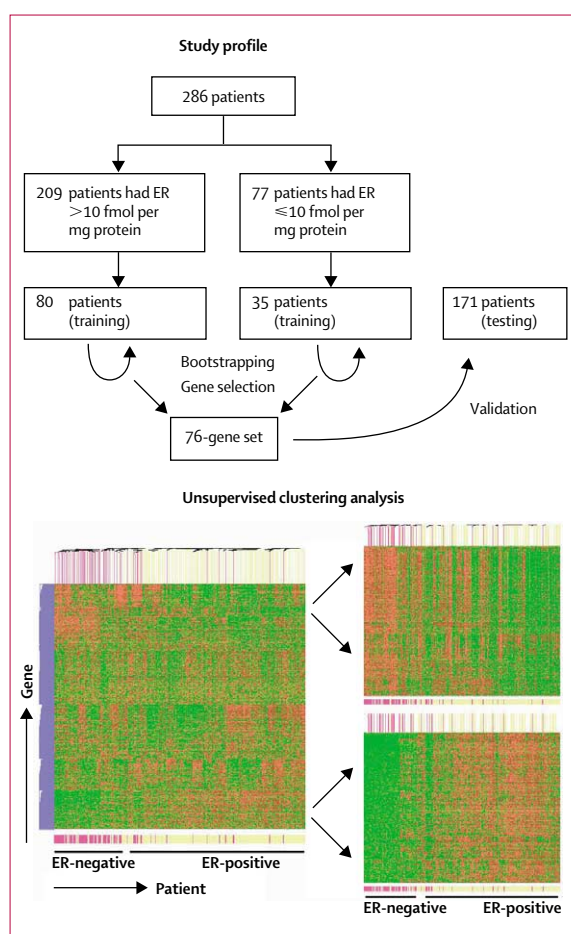 Study profile
286 patients
209 patients had ER
>10 fmol per
mg protein
77 patients had ER
⩽10 fmol per
mg protein
80 patients
(training)
35 patients
(training)
171 patients
(testing)
Bootstrapping
Gene selection
Validation
76-gene set
Unsupervised clustering analysis
Gene
ER-negative ER-positive
Patient
ER-negative ER-positive